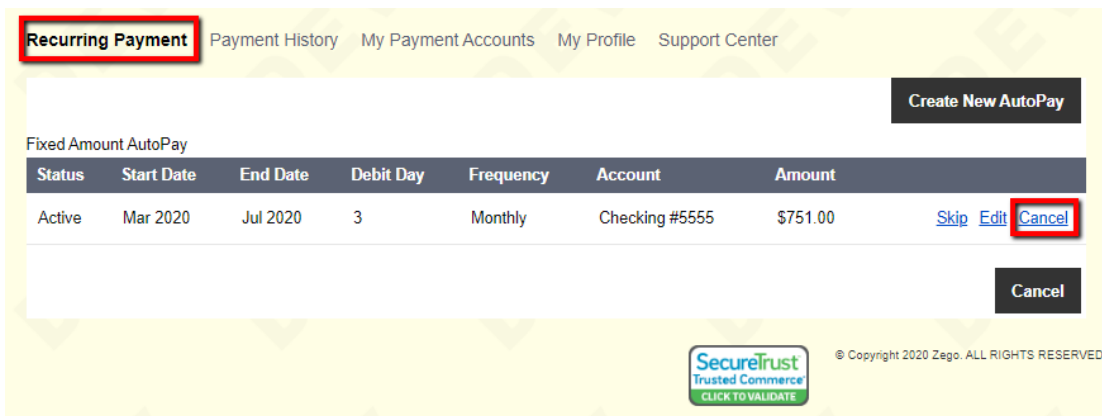 Recurring Payment Payment History My Payment Accounts My Profile Support Center
Create New AutoPay
Fixed Amount AutoPay
Status Start Date End Date Debit Day Frequency Account Amount
Active Mar 2020 Jul 2020 3 Monthly Checking #5555 $751.00 Skip Edit Cancel
Cancel
SecureTrust
Trusted Commerce
CLICK TO VALIDATE
© Copyright 2020 Zego. ALL RIGHTS RESERVED